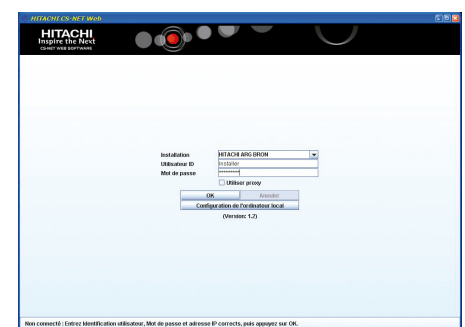 HITACHI CS-NET Web
HITACHI
Inspire the Next
CSNET WEB SOFTWARE
Installation HITACHI ARG BRON
Utilisateur ID installer
Mot de passe *********
Utiliser proxy
OK Annuler
Configuration de l'ordinateur local
(Version: 1.2)
Non connecté : Entrez Identification utilisateur, Mot de passe et adresse IP corrects, puis appuyez sur OK.